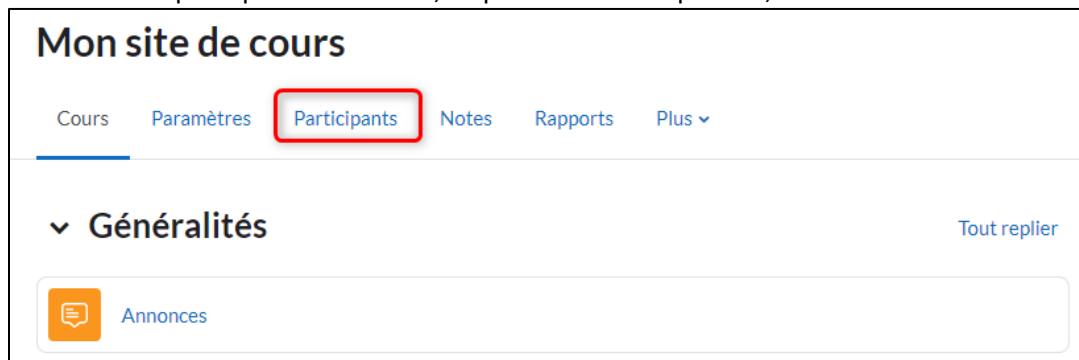 Mon site de cours
Cours Paramètres Participants Notes Rapports Plus
Généralités
Tout replier
Annonces